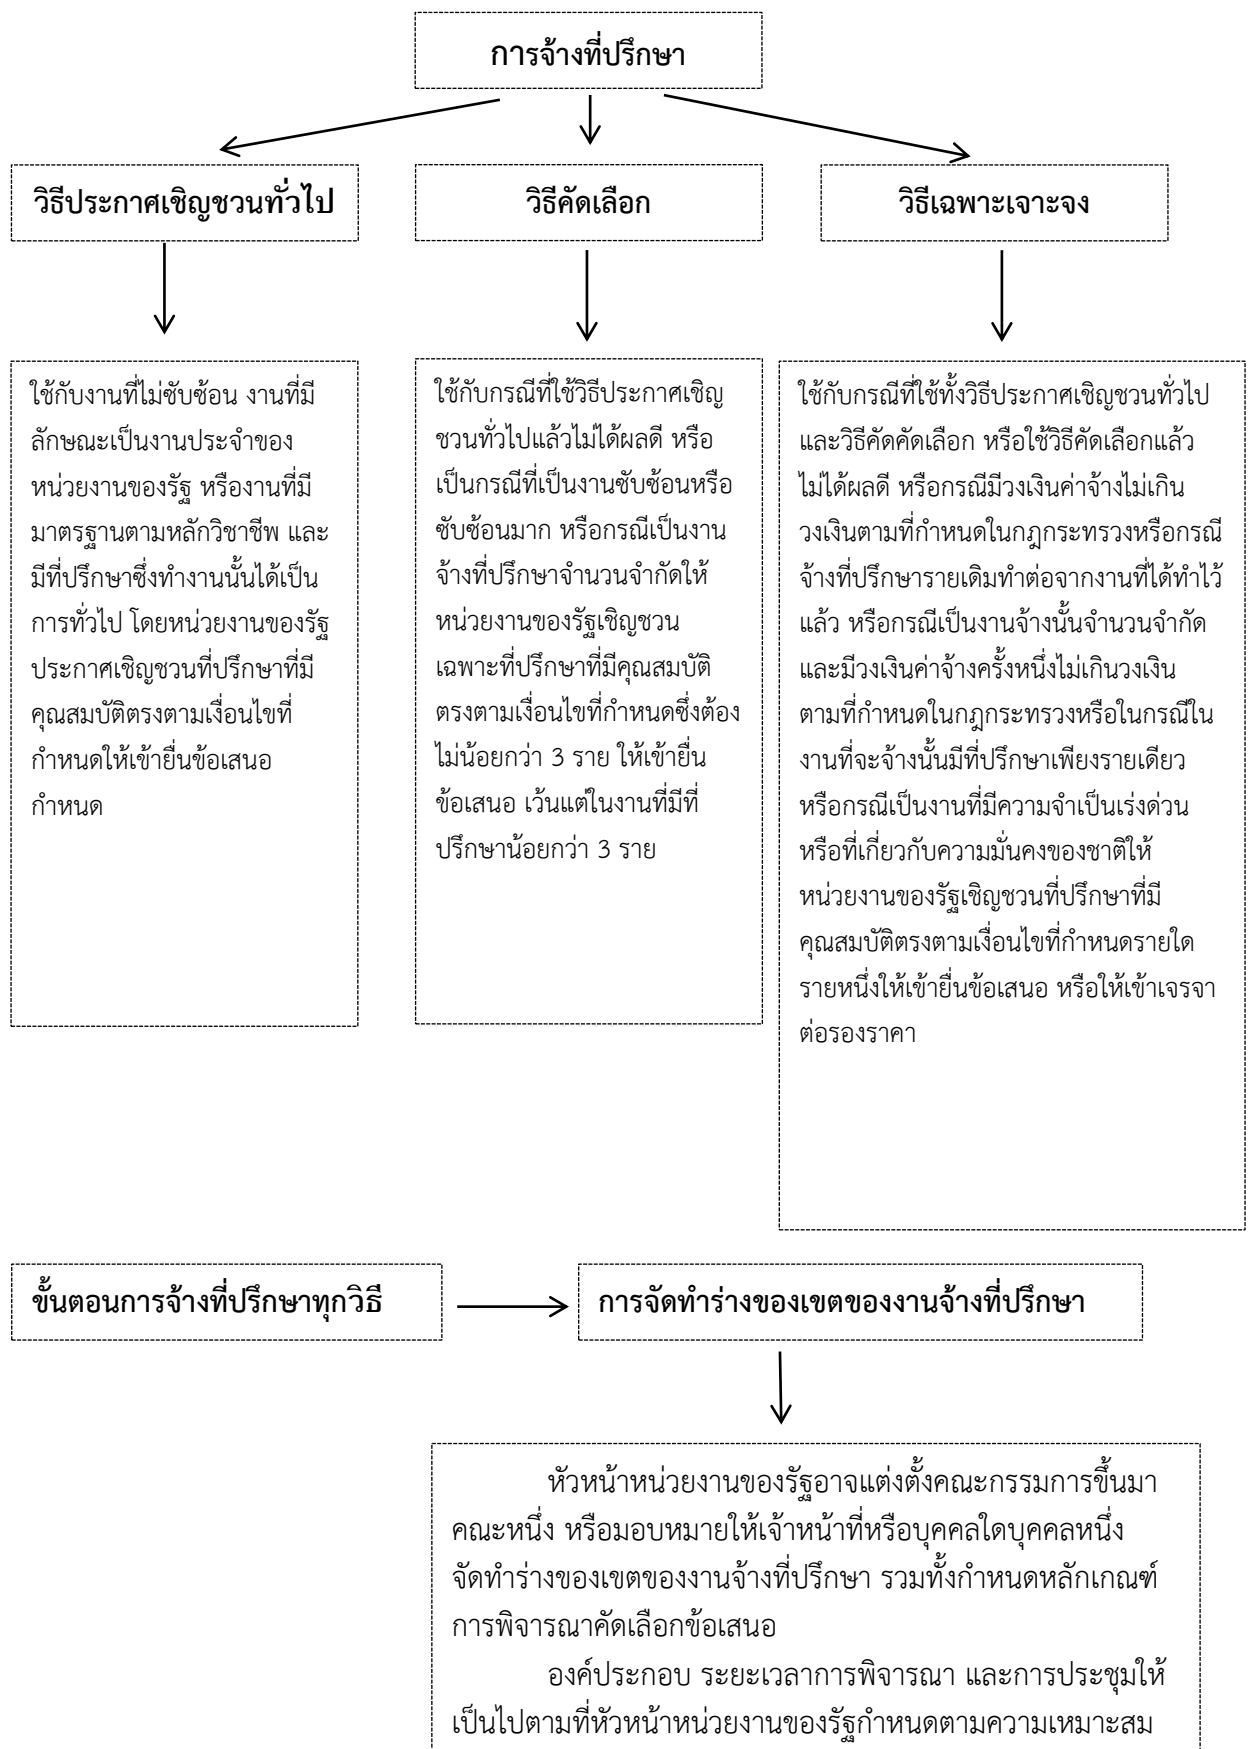 การจ้างที่ปรึกษา
วิธีประกาศเชิญชวนทั่วไป
วิธีคัดเลือก
วิธีเฉพาะเจาะจง
ใช้กับงานที่ไม่ซับซ้อน งานที่มี
ลักษณะเป็นงานประจำของ
หน่วยงานของรัฐ หรืองานที่มี
มาตรฐานตามหลักวิชาชีพ และ
มีที่ปรึกษาซึ่งทำงานนั้นได้เป็น
การทั่วไป โดยหน่วยงานของรัฐ
ประกาศเชิญชวนที่ปรึกษาที่มี
คุณสมบัติตรงตามเงื่อนไขที่
กำหนดให้เข้ายื่นข้อเสนอ
กำหนด
ใช้กับกรณีที่ใช้วิธีประกาศเชิญ
ชวนทั่วไปแล้วไม่ได้ผลดี หรือ
เป็นกรณีที่เป็นงานซับซ้อนหรือ
ซับซ้อนมาก หรือกรณีเป็นงาน
จ้างที่ปรึกษาจำนวนจำกัดให้
หน่วยงานของรัฐเชิญชวน
เฉพาะที่ปรึกษาที่มีคุณสมบัติ
ตรงตามเงื่อนไขที่กำหนดซึ่งต้อง
ไม่น้อยกว่า 3 ราย ให้เข้ายื่น
ข้อเสนอ เว้นแต่ในงานที่มีที่
ปรึกษาน้อยกว่า 3 ราย
ใช้กับกรณีที่ใช้ทั้งวิธีประกาศเชิญชวนทั่วไป
และวิธีคัดคัดเลือก หรือใช้วิธีคัดเลือกแล้ว
ไม่ได้ผลดี หรือกรณีมีวงเงินค่าจ้างไม่เกิน
วงเงินตามที่กำหนดในกฎกระทรวงหรือกรณี
จ้างที่ปรึกษารายเดิมทำต่อจากงานที่ได้ทำไว้
แล้ว หรือกรณีเป็นงานจ้างนั้นจำนวนจำกัด
และมีวงเงินค่าจ้างครั้งหนึ่งไม่เกินวงเงิน
ตามที่กำหนดในกฎกระทรวงหรือในกรณีใน
งานที่จะจ้างนั้นมีที่ปรึกษาเพียงรายเดียว
หรือกรณีเป็นงานที่มีความจำเป็นเร่งด่วน
หรือที่เกี่ยวกับความมั่นคงของชาติให้
หน่วยงานของรัฐเชิญชวนที่ปรึกษาที่มี
คุณสมบัติตรงตามเงื่อนไขที่กำหนดรายใด
รายหนึ่งให้เข้ายื่นข้อเสนอ หรือให้เข้าเจรจา
ต่อรองราคา
ขั้นตอนการจ้างที่ปรึกษาทุกวิธี
การจัดทำร่างของเขตของงานจ้างที่ปรึกษา
หัวหน้าหน่วยงานของรัฐอาจแต่งตั้งคณะกรรมการขึ้นมา
คณะหนึ่ง หรือมอบหมายให้เจ้าหน้าที่หรือบุคคลใดบุคคลหนึ่ง
จัดทำร่างของเขตของงานจ้างที่ปรึกษา รวมทั้งกำหนดหลักเกณฑ์
การพิจารณาคัดเลือกข้อเสนอ
องค์ประกอบ ระยะเวลาการพิจารณา และการประชุมให้
เป็นไปตามที่หัวหน้าหน่วยงานของรัฐกำหนดตามความเหมาะสม